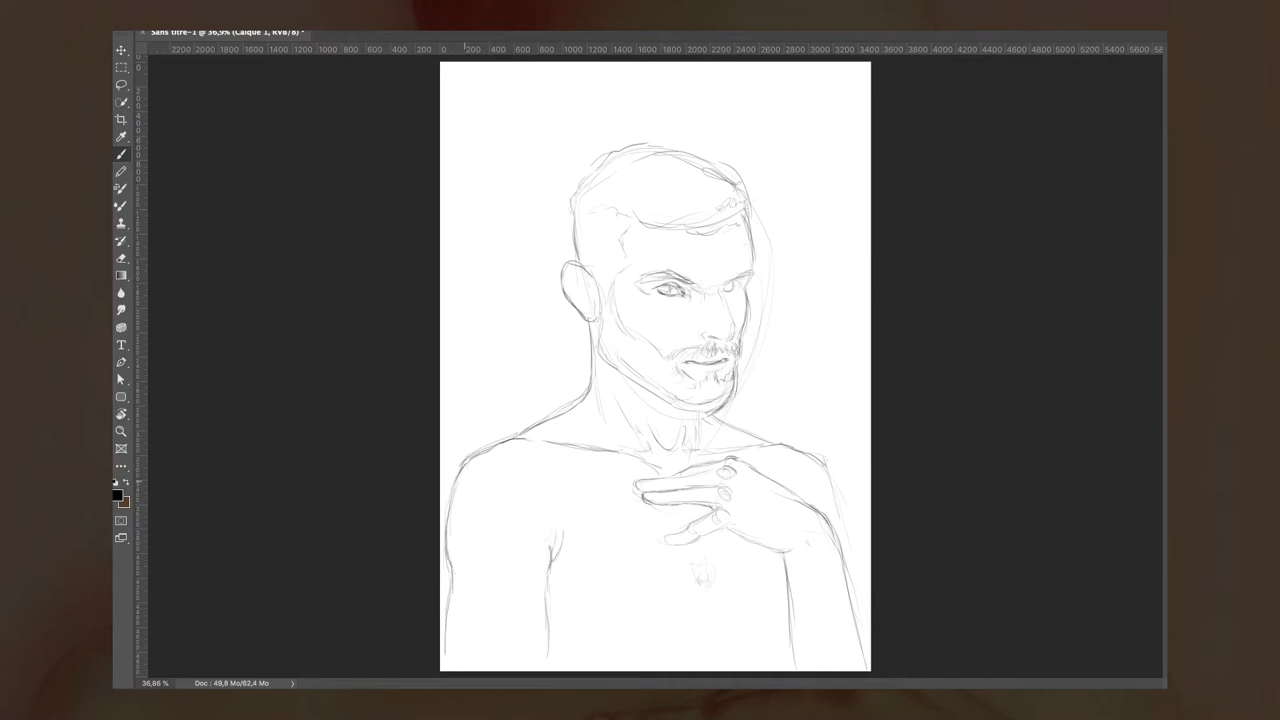 × Sans titre-1 @ 36,9% (Calque 1, RVB/8) *
2200 2000 1800 1600 1400 1200 1000 800 600 400 200 0 200 400 600 800 1000 1200 1400 1600 1800 2000 2200 2400 2600 2800 3000 3200 3400 3600 3800 4000 4200 4400 4600 4800 5000 5200 5400 5600 58
36,86 % Doc : 49,8 Mo/62,4 Mo